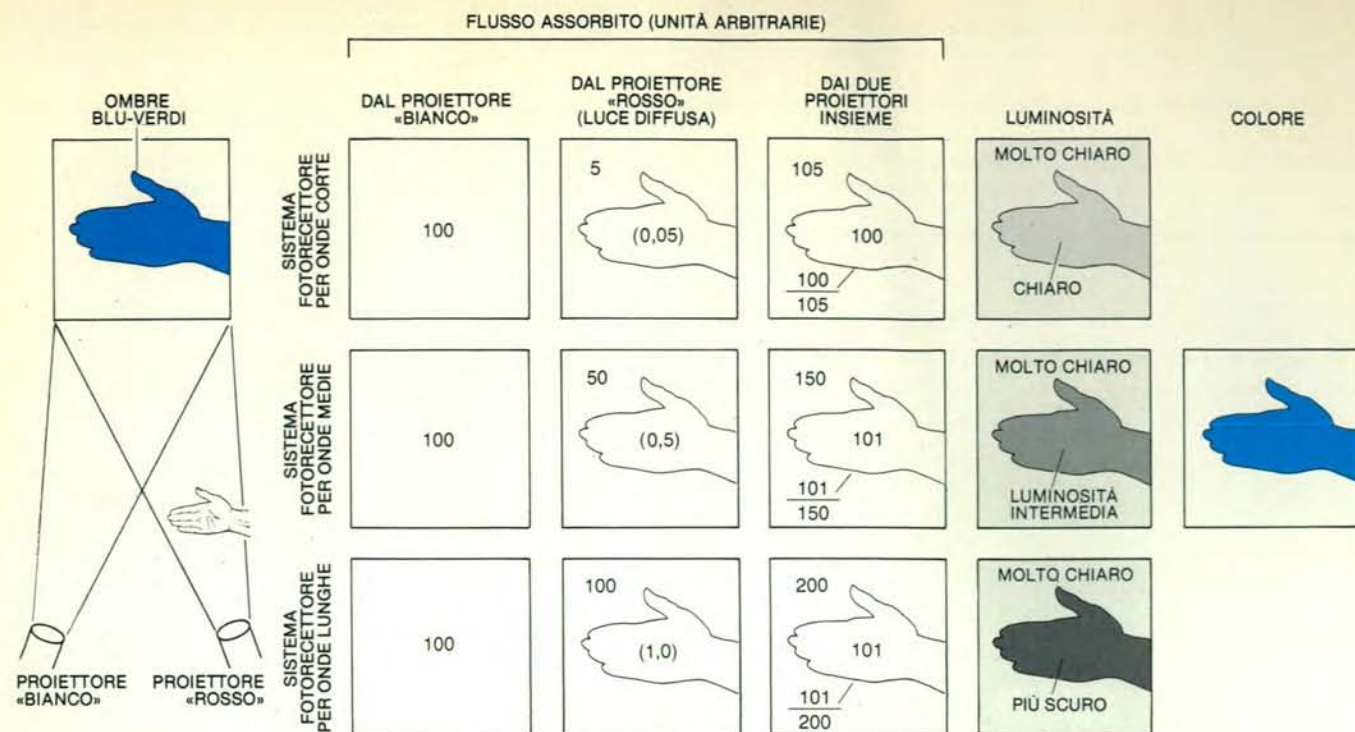 FLUSSO ASSORBITO (UNITÀ ARBITRARIE)
OMBRE
BLU-VERDI
DAL PROIETTORE
«BIANCO»
DAL PROIETTORE
«ROSSO»
(LUCE DIFFUSA)
DAI DUE
PROIETTORI
INSIEME
LUMINOSITÀ
COLORE
SISTEMA
FOTORECETTORE
PER ONDE CORTE
100
5
(0,05)
105
100
100
105
MOLTO CHIARO
CHIARO
SISTEMA
FOTORECETTORE
PER ONDE MEDIE
100
50
(0,5)
150
101
101
150
MOLTO CHIARO
LUMINOSITÀ
INTERMEDIA
SISTEMA
FOTORECETTORE
PER ONDE LUNGHE
100
100
(1,0)
200
101
101
200
MOLTO CHIARO
PIÙ SCURO
PROIETTORE
«BIANCO»
PROIETTORE
«ROSSO»